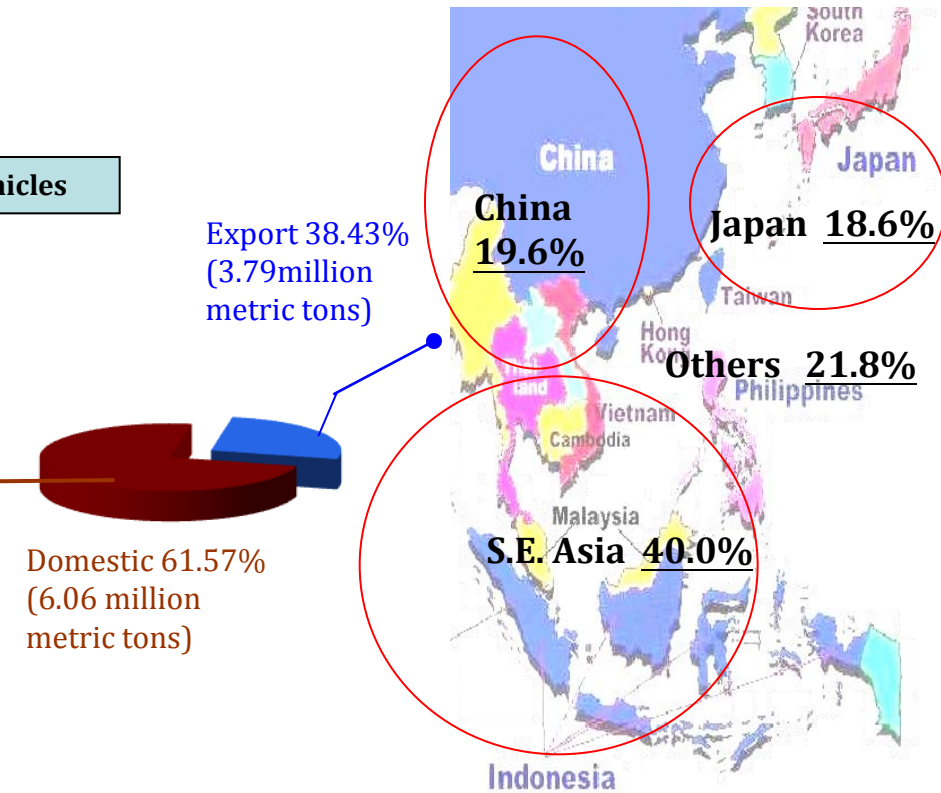 South
Korea
China
Japan
nicles
China
19.6%
Japan 18.6%
Export 38.43%
(3.79million
metric tons)
Taiwan
Hong
Kong
Others 21.8%
Philippines
land
Vietnam
Cambodia
Malaysia
S.E. Asia 40.0%
Domestic 61.57%
(6.06 million
metric tons)
Indonesia